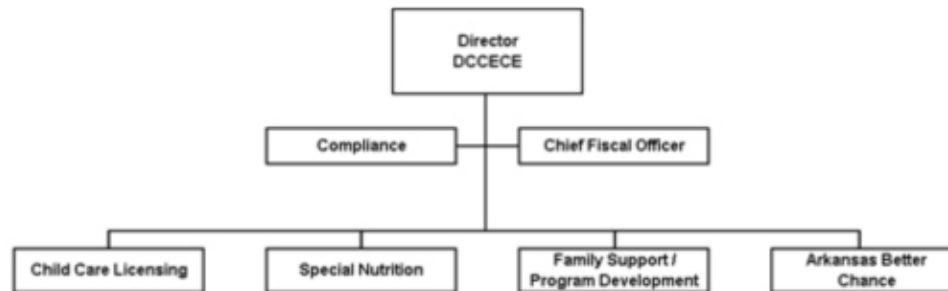 Director
DCCECE
Compliance
Chief Fiscal Officer
Child Care Licensing
Special Nutrition
Family Support /
Program Development
Arkansas Better
Chance